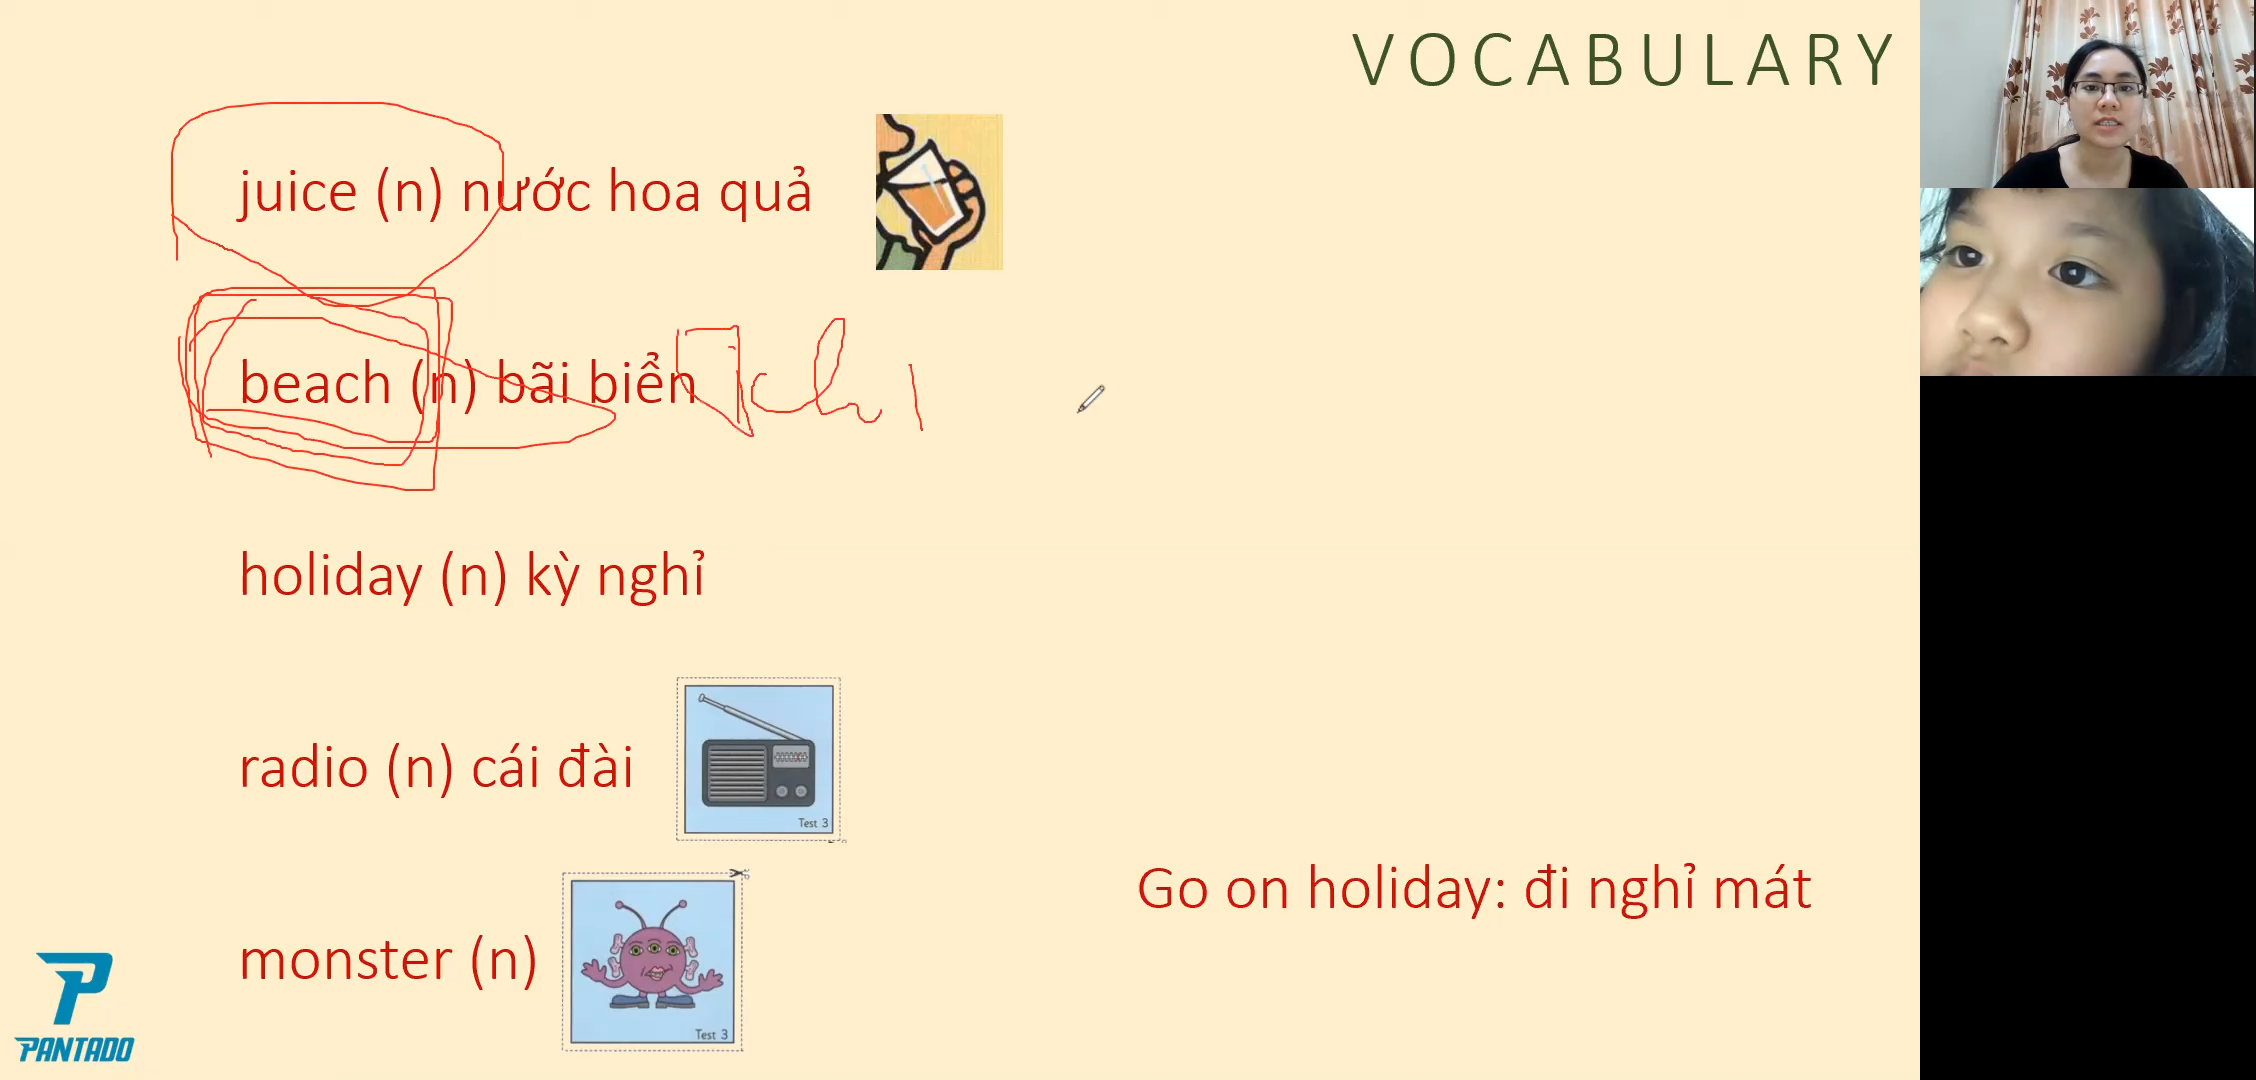 VOCABULARY
juice (n) nước hoa quả
beach (n) bãi biển
holiday (n) kỳ nghỉ
radio (n) cái đài
Test 3
Go on holiday: đi nghỉ mát
monster (n)
Test 3
PANTADO